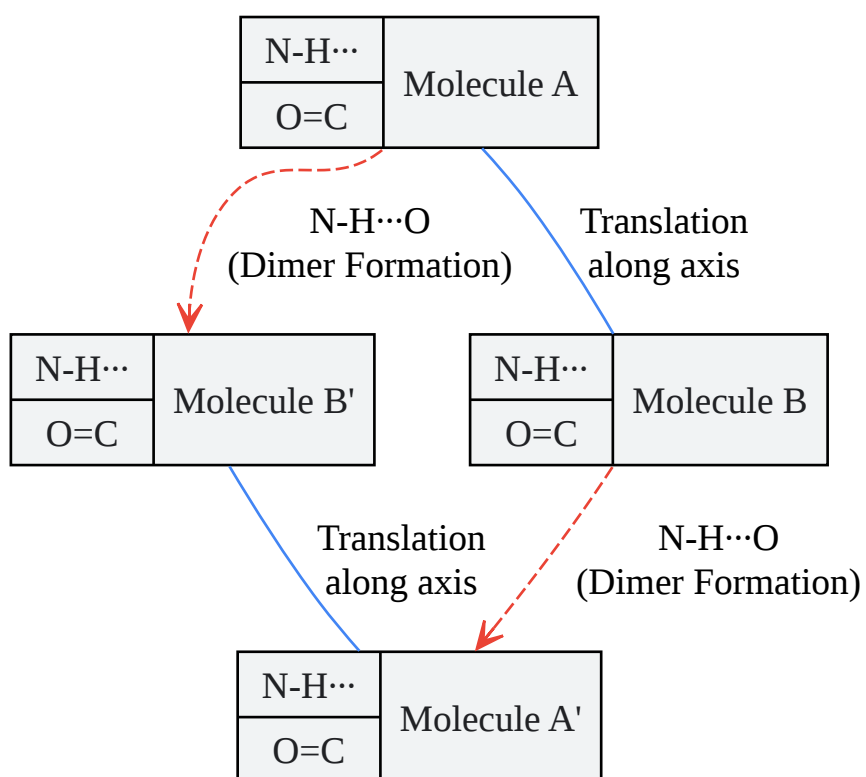 N-H···
O=C
Molecule A
N-H···O
(Dimer Formation)
Translation
along axis
N-H···
O=C
Molecule B'
N-H···
O=C
Molecule B
Translation
along axis
N-H···O
(Dimer Formation)
N-H···
O=C
Molecule A'